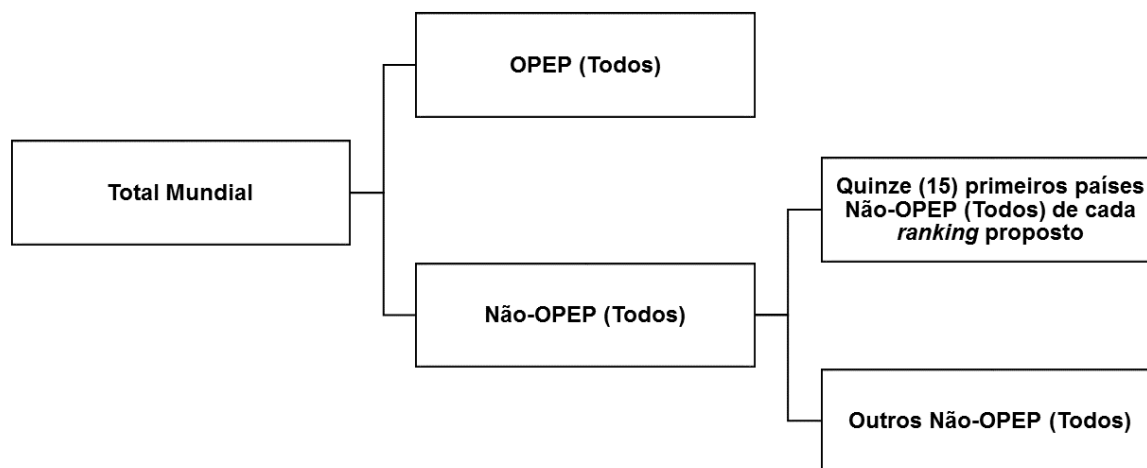 OPEP (Todos)
Total Mundial
Quinze (15) primeiros países
Não-OPEP (Todos) de cada
ranking proposto
Não-OPEP (Todos)
Outros Não-OPEP (Todos)